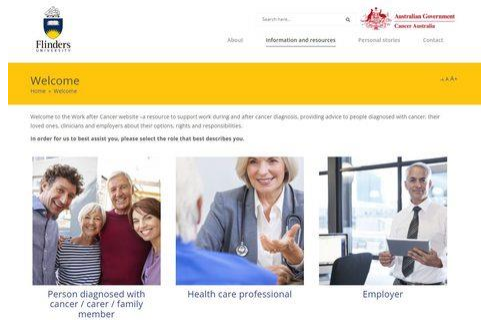 Search here...
Australian Government
Cancer Australia
Flinders
UNIVERSITY
About
Information and resources
Personal stories
Contact
Welcome
Home » Welcome
A A A+
Welcome to the Work after Cancer website –a resource to support work during and after cancer diagnosis, providing advice to people diagnosed with cancer, their
loved ones, clinicians and employers about their options, rights and responsibilities.
In order for us to best assist you, please select the role that best describes you.
Person diagnosed with
cancer / carer / family
member
Health care professional
Employer